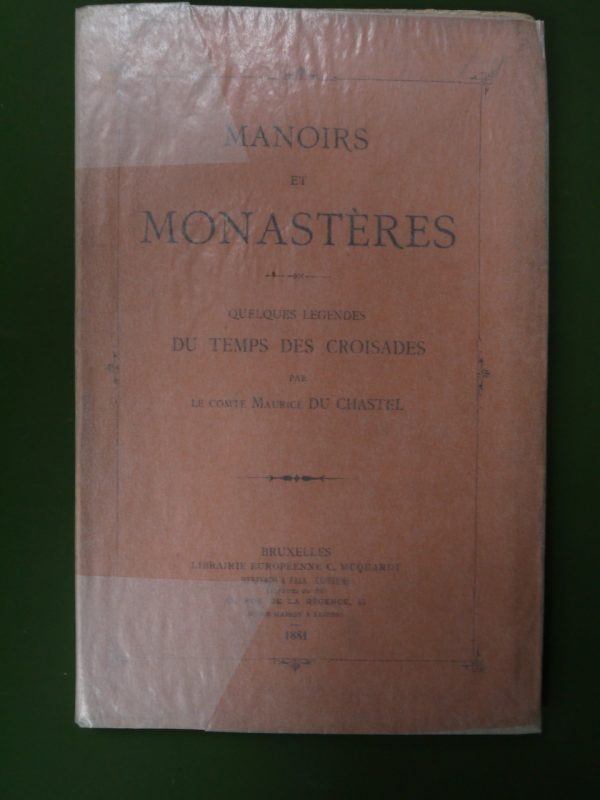 MANOIRS
ET
MONASTÈRES
QUELQUES LÉGENDES
DU TEMPS DES CROISADES
PAR
LE COMTE MAURICE DU CHASTEL
BRUXELLES
LIBRAIRIE EUROPÉENNE C. MUQUARDT
RUE DE LA RÉGENCE, 45
1881